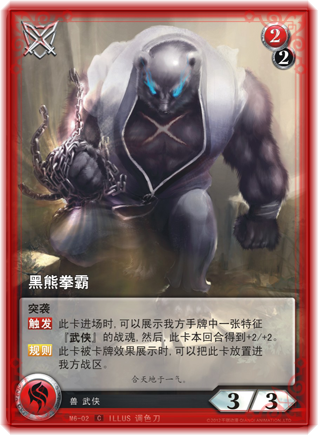 2
2
黑熊拳霸
突袭
触发 此卡进场时, 可以展示我方手牌中一张特征
『武侠』的战魂, 然后, 此卡本回合得到+2/+2。
规则 此卡被卡牌效果展示时, 可以把此卡放置进
我方战区。
合天地于一气。
兽 武侠
3 / 3
M6-02 C ILLUS 调色刀